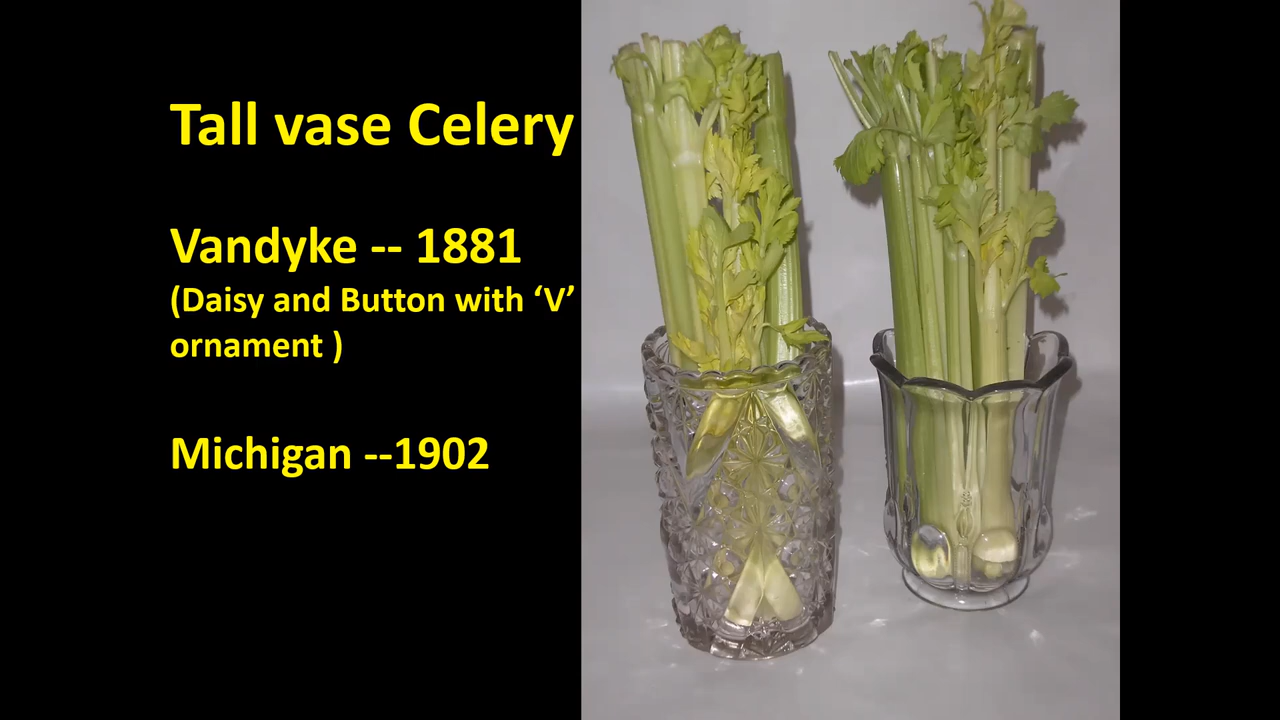 Tall vase Celery
Vandyke -- 1881
(Daisy and Button with ‘V’
ornament )
Michigan --1902